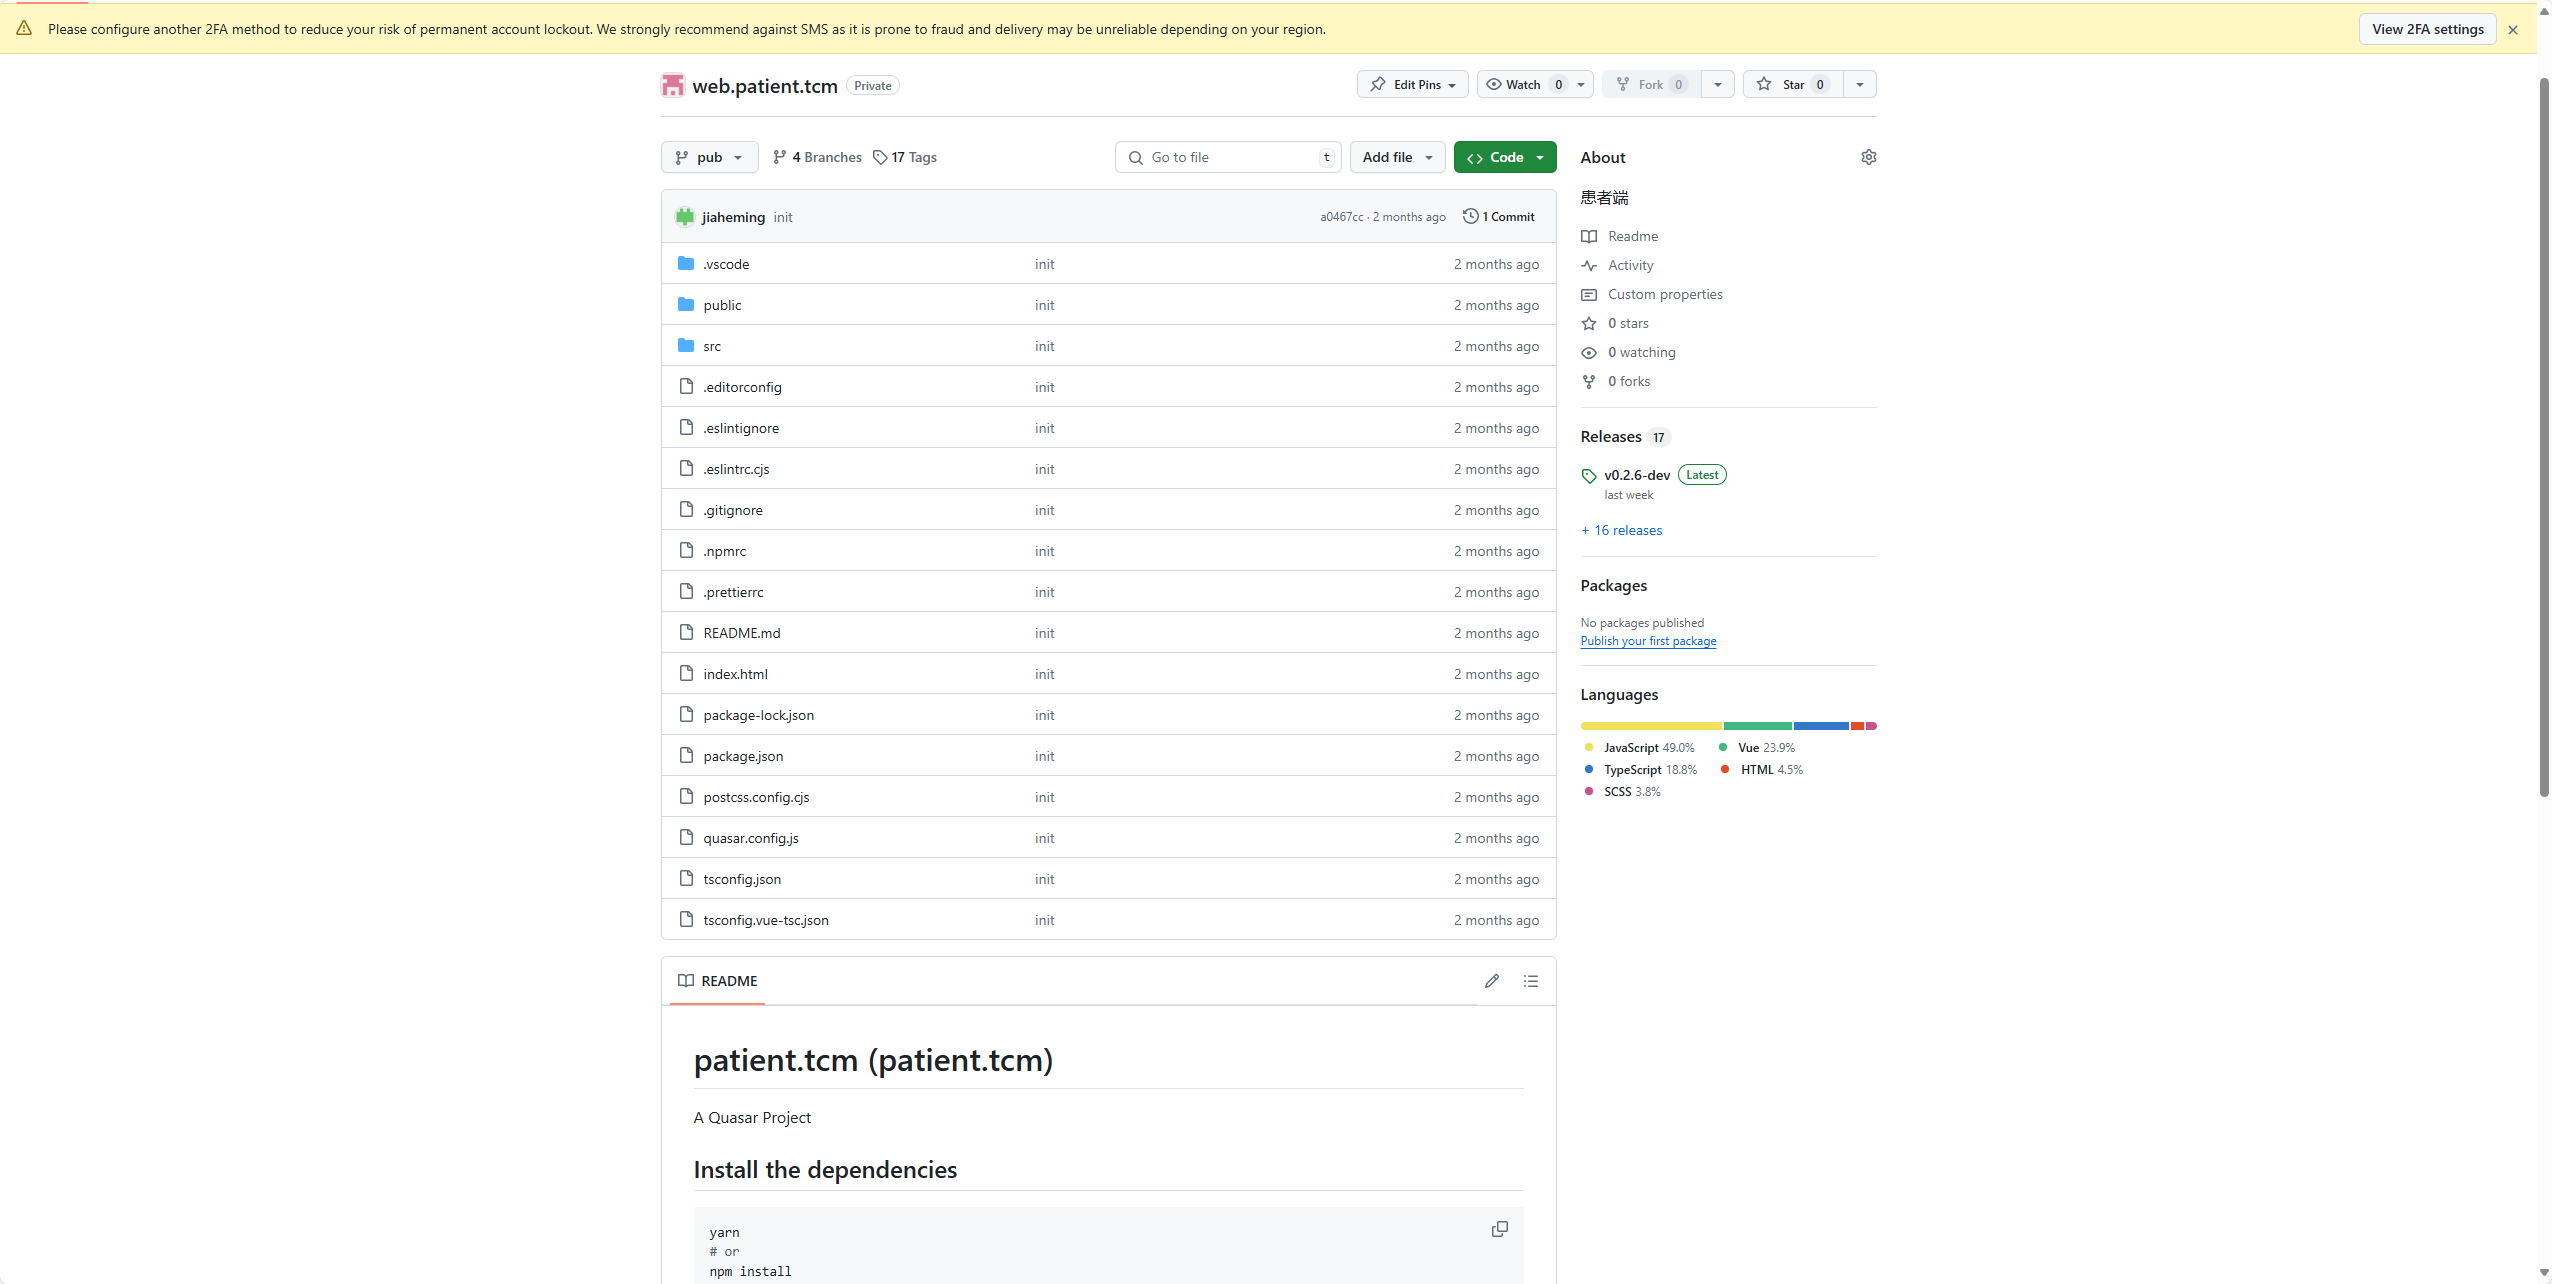 Please configure another 2FA method to reduce your risk of permanent account lockout. We strongly recommend against SMS as it is prone to fraud and delivery may be unreliable depending on your region.
View 2FA settings
web.patient.tcm Private
Edit Pins Watch 0 Fork 0 Star 0
pub 4 Branches 17 Tags Go to file t Add file Code
jiaheming init a0467cc · 2 months ago 1 Commit
.vscode init 2 months ago
public init 2 months ago
src init 2 months ago
.editorconfig init 2 months ago
.eslintignore init 2 months ago
.eslintrc.cjs init 2 months ago
.gitignore init 2 months ago
.npmrc init 2 months ago
.prettierrc init 2 months ago
README.md init 2 months ago
index.html init 2 months ago
package-lock.json init 2 months ago
package.json init 2 months ago
postcss.config.cjs init 2 months ago
quasar.config.js init 2 months ago
tsconfig.json init 2 months ago
tsconfig.vue-tsc.json init 2 months ago
README
patient.tcm (patient.tcm)
A Quasar Project
Install the dependencies
yarn
# or
npm install
About
患者端
Readme
Activity
Custom properties
0 stars
0 watching
0 forks
Releases 17
v0.2.6-dev Latest
last week
+ 16 releases
Packages
No packages published
Publish your first package
Languages
JavaScript 49.0% Vue 23.9%
TypeScript 18.8% HTML 4.5%
SCSS 3.8%